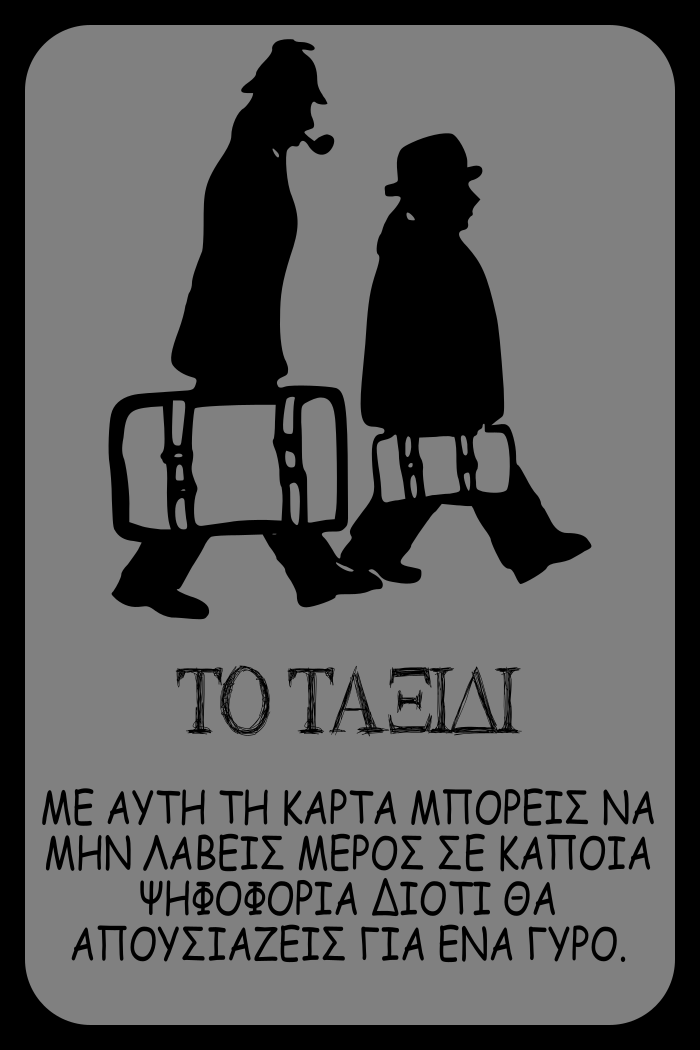 ΤΟ ΤΑΞΙΔΙ
ΜΕ ΑΥΤΗ ΤΗ ΚΑΡΤΑ ΜΠΟΡΕΙΣ ΝΑ
ΜΗΝ ΛΑΒΕΙΣ ΜΕΡΟΣ ΣΕ ΚΑΠΟΙΑ
ΨΗΦΟΦΟΡΙΑ ΔΙΟΤΙ ΘΑ
ΑΠΟΥΣΙΑΖΕΙΣ ΓΙΑ ΕΝΑ ΓΥΡΟ.